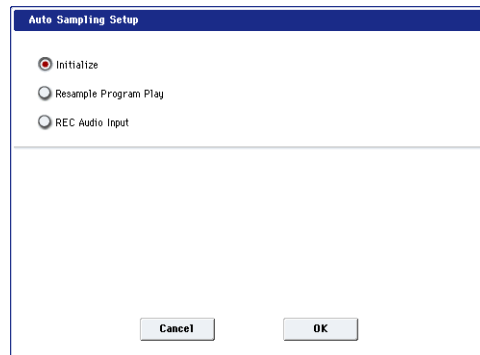 Auto Sampling Setup
Initialize
Resample Program Play
REC Audio Input
Cancel OK